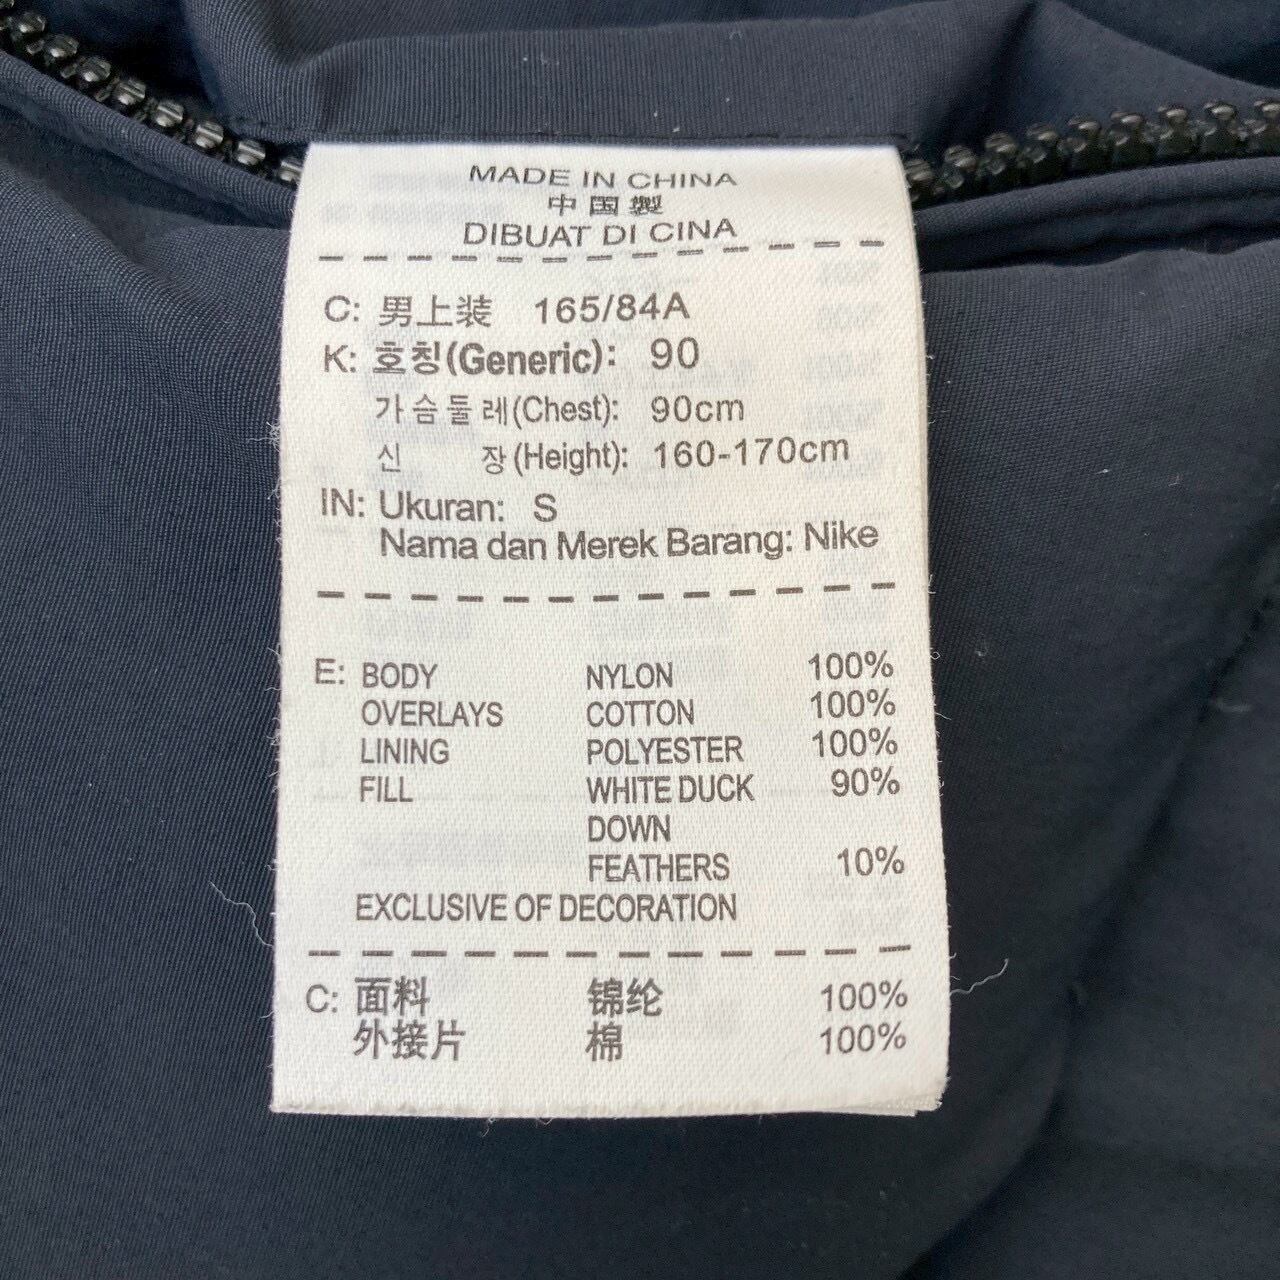 MADE IN CHINA
中国製
DIBUAT DI CINA
C: 男上装 165/84A
K: 호칭(Generic): 90
가슴둘레(Chest): 90cm
신 장(Height): 160-170cm
IN: Ukuran: S
Nama dan Merek Barang: Nike
E: BODY NYLON 100%
OVERLAYS COTTON 100%
LINING POLYESTER 100%
FILL WHITE DUCK 90%
DOWN
FEATHERS 10%
EXCLUSIVE OF DECORATION
C: 面料 锦纶 100%
外接片 棉 100%